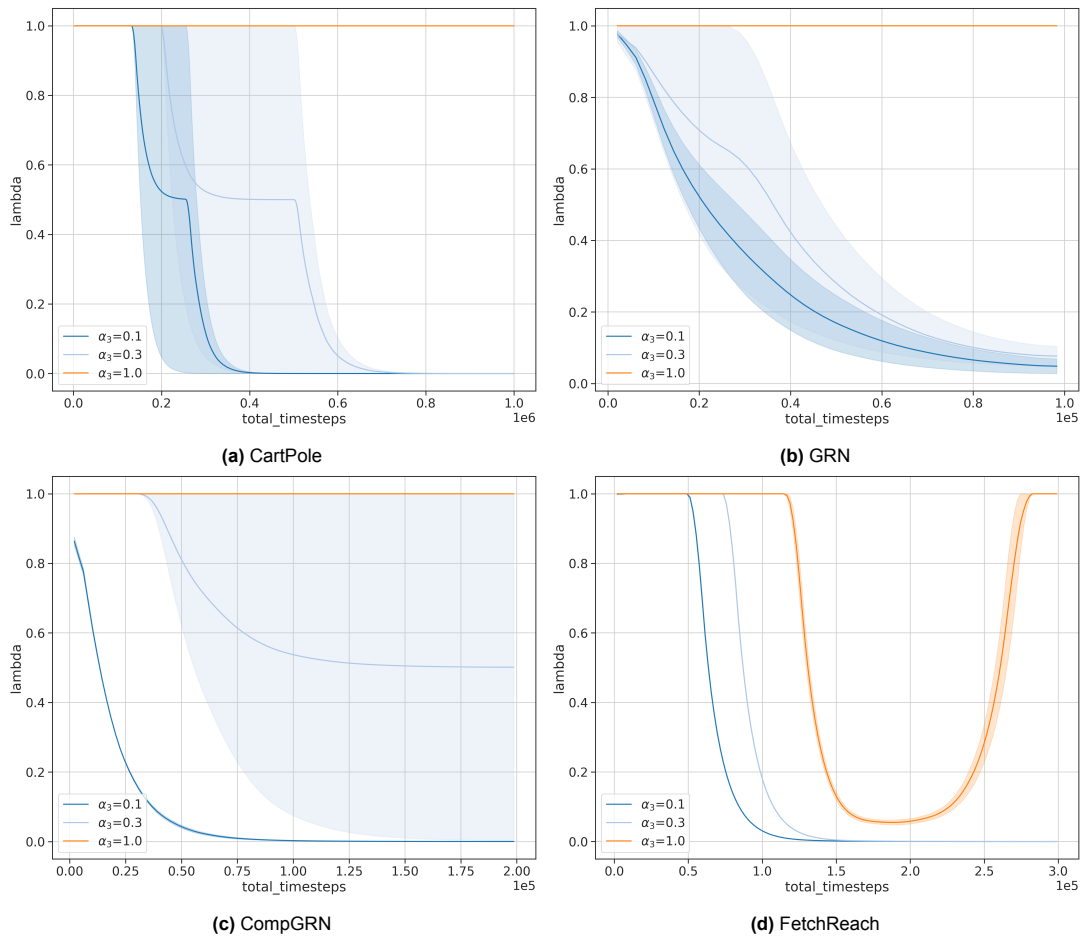 1.0
0.8
0.6
0.4
0.2
0.0
lambda
α₃=0.1
α₃=0.3
α₃=1.0
0.0 0.2 0.4 0.6 0.8 1.0
total_timesteps 1e6
(a) CartPole
1.0
0.8
0.6
0.4
0.2
0.0
lambda
α₃=0.1
α₃=0.3
α₃=1.0
0.0 0.2 0.4 0.6 0.8 1.0
total_timesteps 1e5
(b) GRN
1.0
0.8
0.6
0.4
0.2
0.0
lambda
α₃=0.1
α₃=0.3
α₃=1.0
0.00 0.25 0.50 0.75 1.00 1.25 1.50 1.75 2.00
total_timesteps 1e5
(c) CompGRN
1.0
0.8
0.6
0.4
0.2
0.0
lambda
α₃=0.1
α₃=0.3
α₃=1.0
0.0 0.5 1.0 1.5 2.0 2.5 3.0
total_timesteps 1e5
(d) FetchReach